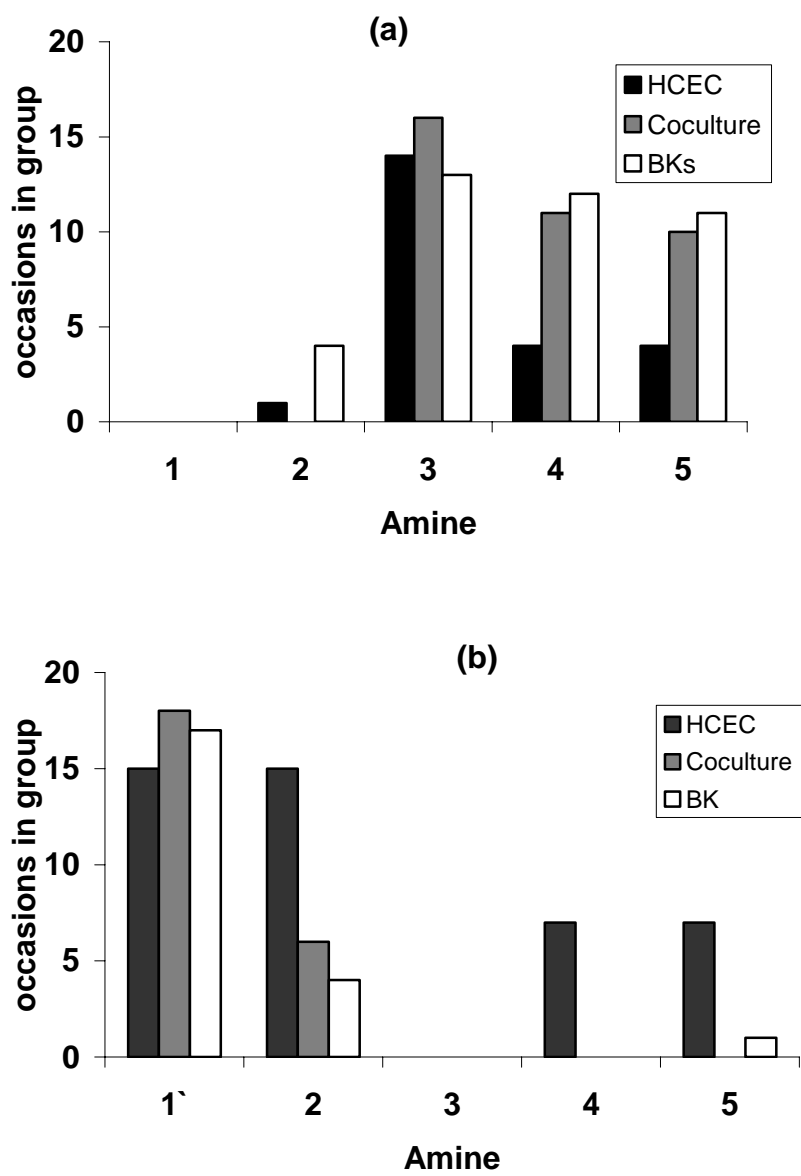 (a)
20
15
10
5
0
occasions in group
HCEC
Coculture
BKs
1 2 3 4 5
Amine
(b)
20
15
10
5
0
occasions in group
HCEC
Coculture
BK
1` 2 3 4 5
Amine